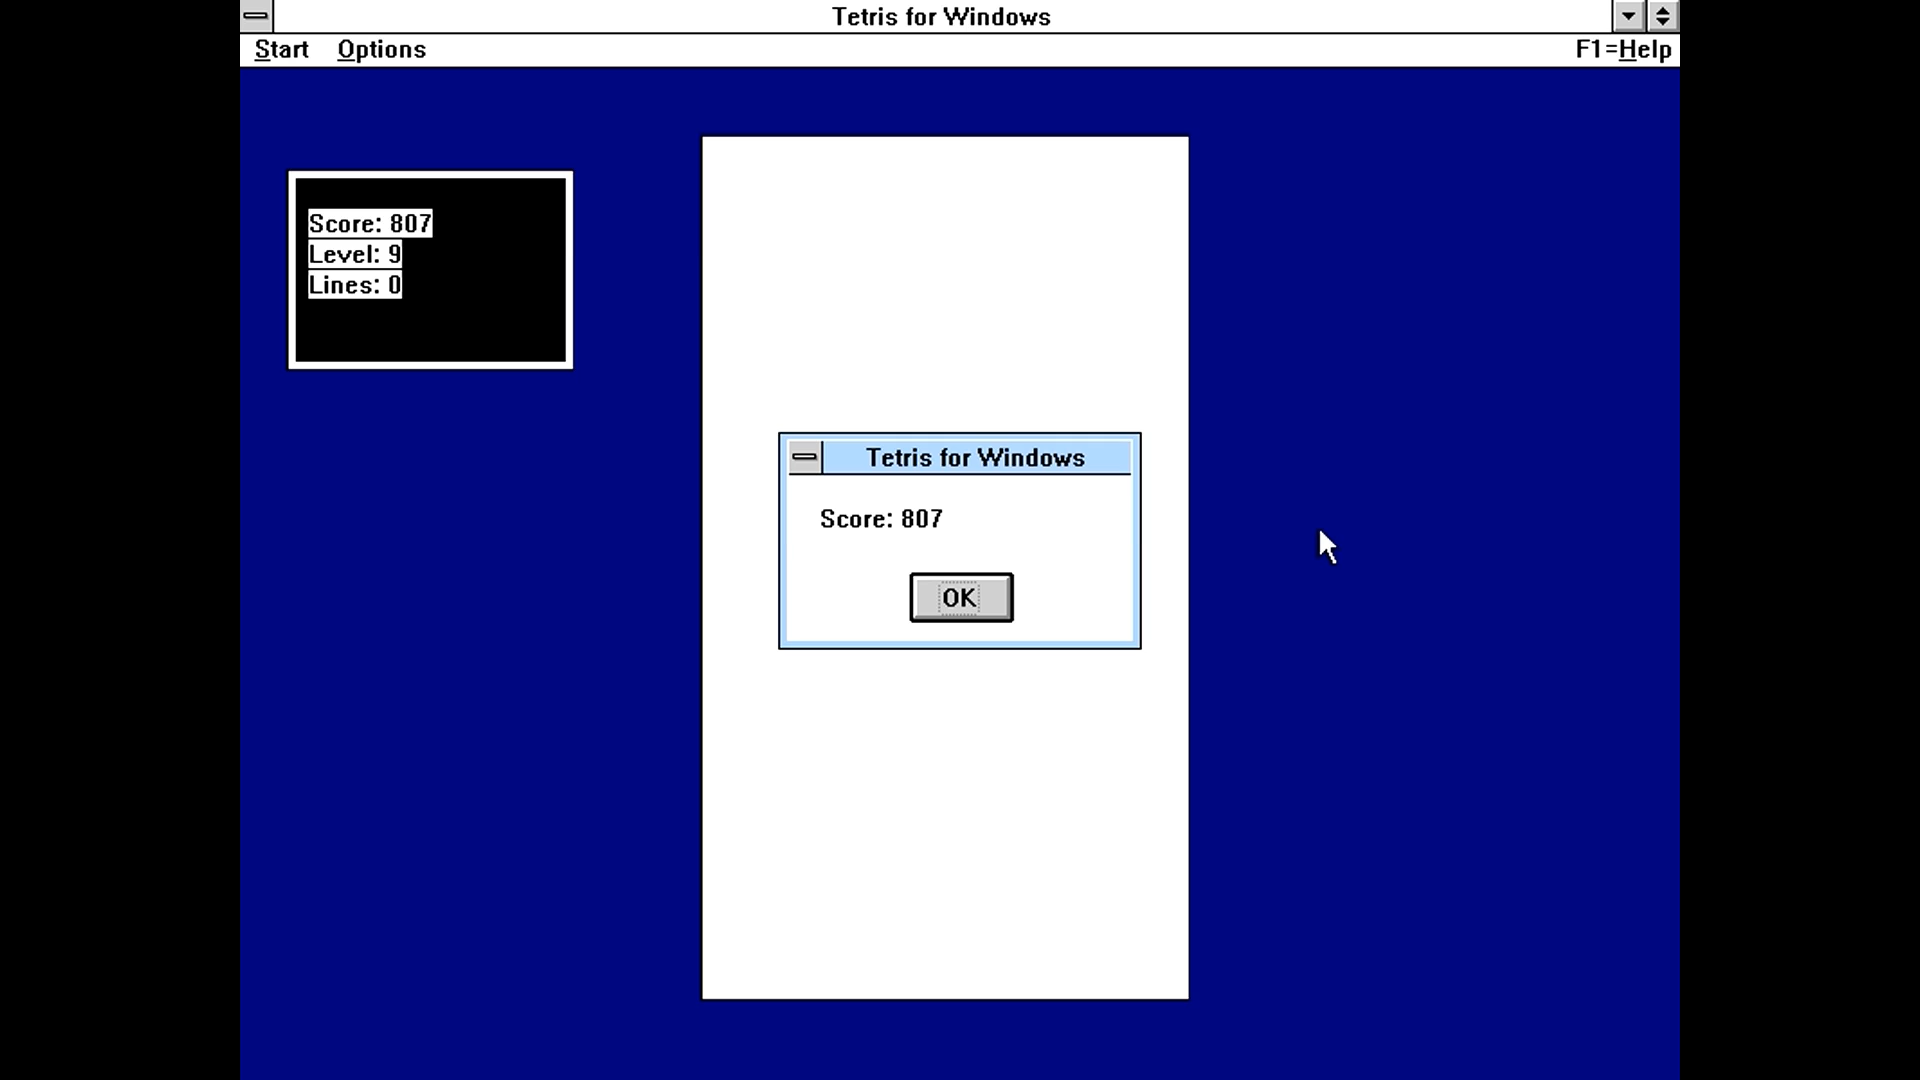 Tetris for Windows
Start Options F1=Help
Score: 807
Level: 9
Lines: 0
Tetris for Windows
Score: 807
OK